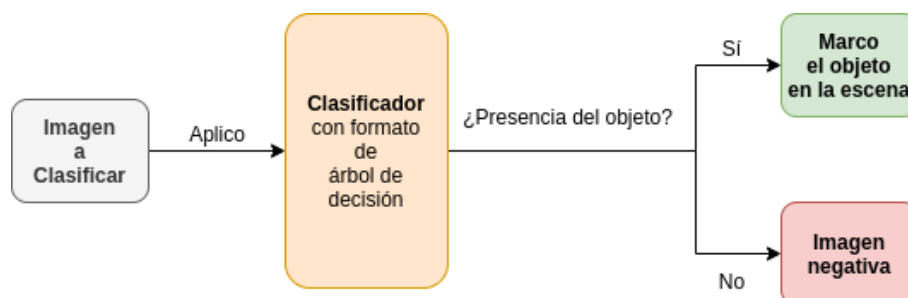 Imagen
a
Clasificar
Aplico
Clasificador
con formato
de
árbol de
decisión
¿Presencia del objeto?
Sí
Marco
el objeto
en la escena
No
Imagen
negativa